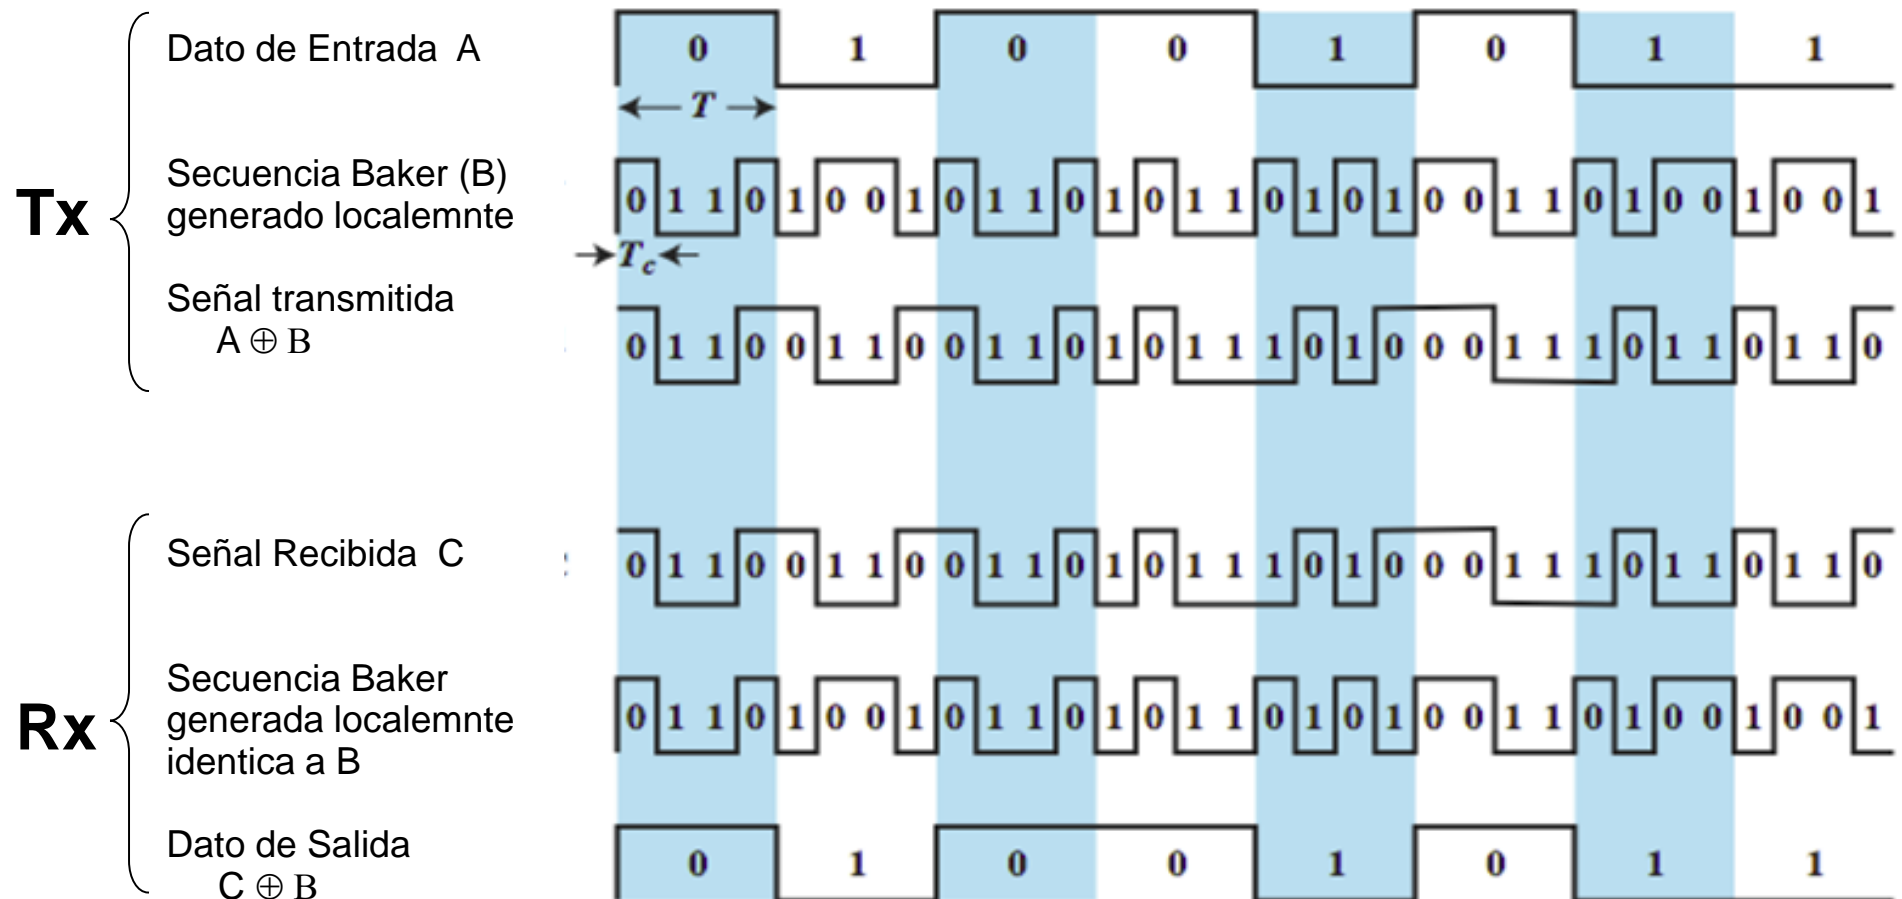 Tx
Dato de Entrada A
0 1 0 0 1 0 1 1
T
Secuencia Baker (B)
generado localemnte
0 1 1 0 1 0 0 1 0 1 1 0 1 0 1 1 0 1 0 1 0 0 1 1 0 1 0 0 1 0 0 1
Tc
Señal transmitida
A ⊕ B
0 1 1 0 0 1 1 0 0 1 1 0 1 0 1 1 1 0 1 0 0 0 1 1 1 0 1 1 0 1 1 0
Rx
Señal Recibida C
0 1 1 0 0 1 1 0 0 1 1 0 1 0 1 1 1 0 1 0 0 0 1 1 1 0 1 1 0 1 1 0
Secuencia Baker
generada localemnte
identica a B
0 1 1 0 1 0 0 1 0 1 1 0 1 0 1 1 0 1 0 1 0 0 1 1 0 1 0 0 1 0 0 1
Dato de Salida
C ⊕ B
0 1 0 0 1 0 1 1